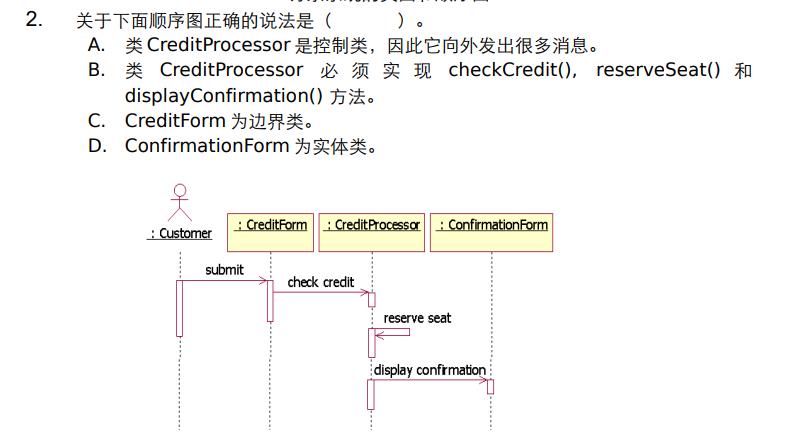 2. 关于下面顺序图正确的说法是（ ）。
A. 类 CreditProcessor 是控制类，因此它向外发出很多消息。
B. 类 CreditProcessor 必须实现 checkCredit(), reserveSeat() 和
displayConfirmation() 方法。
C. CreditForm 为边界类。
D. ConfirmationForm 为实体类。
: Customer
: CreditForm
: CreditProcessor
: ConfirmationForm
submit
check credit
reserve seat
display confirmation